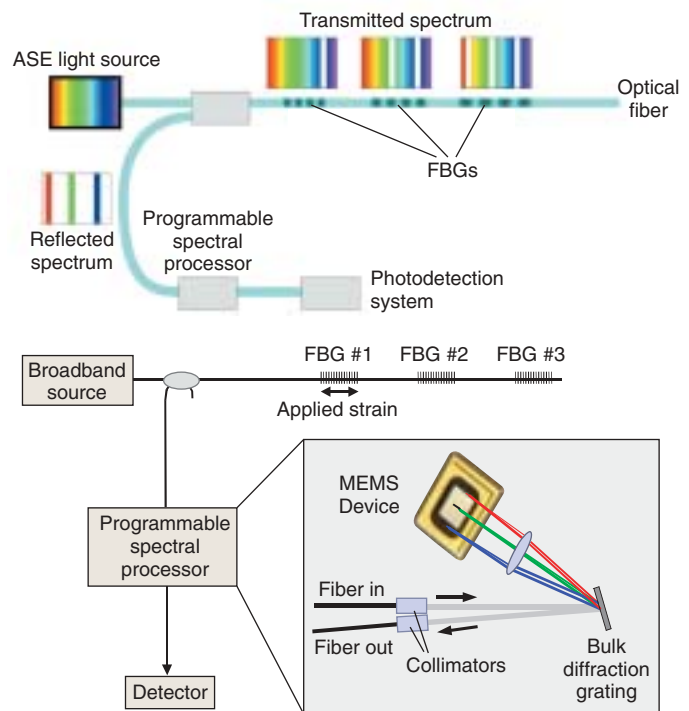 Transmitted spectrum
ASE light source
Optical
fiber
FBGs
Reflected
spectrum
Programmable
spectral
processor
Photodetection
system
FBG #1
FBG #2
FBG #3
Broadband
source
Applied strain
MEMS
Device
Programmable
spectral
processor
Fiber in
Fiber out
Collimators
Bulk
diffraction
grating
Detector